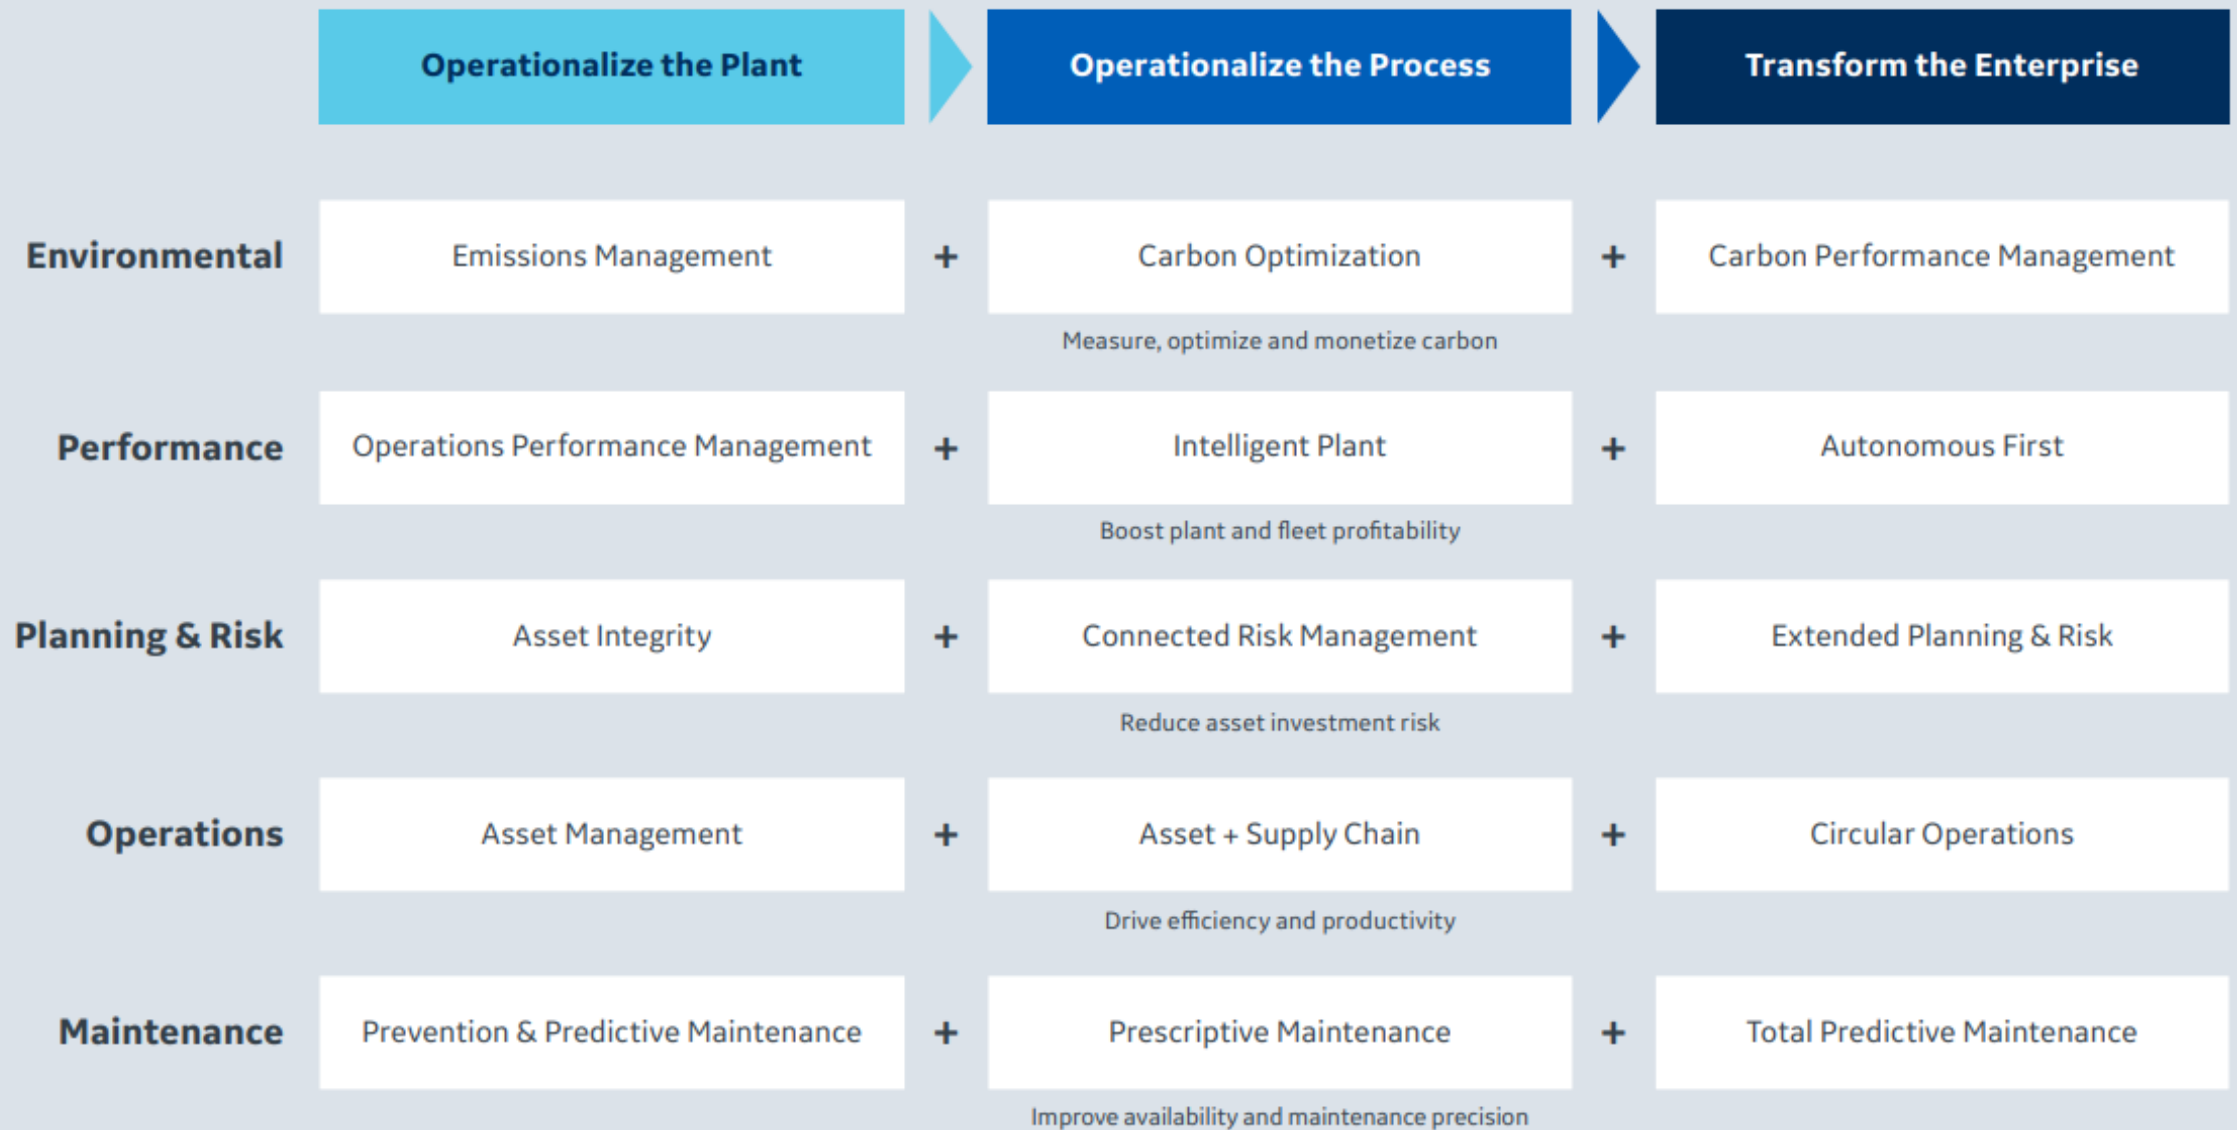 Operationalize the Plant
Operationalize the Process
Transform the Enterprise
Environmental
Emissions Management
+
Carbon Optimization
+
Carbon Performance Management
Measure, optimize and monetize carbon
Performance
Operations Performance Management
+
Intelligent Plant
+
Autonomous First
Boost plant and fleet profitability
Planning & Risk
Asset Integrity
+
Connected Risk Management
+
Extended Planning & Risk
Reduce asset investment risk
Operations
Asset Management
+
Asset + Supply Chain
+
Circular Operations
Drive efficiency and productivity
Maintenance
Prevention & Predictive Maintenance
+
Prescriptive Maintenance
+
Total Predictive Maintenance
Improve availability and maintenance precision